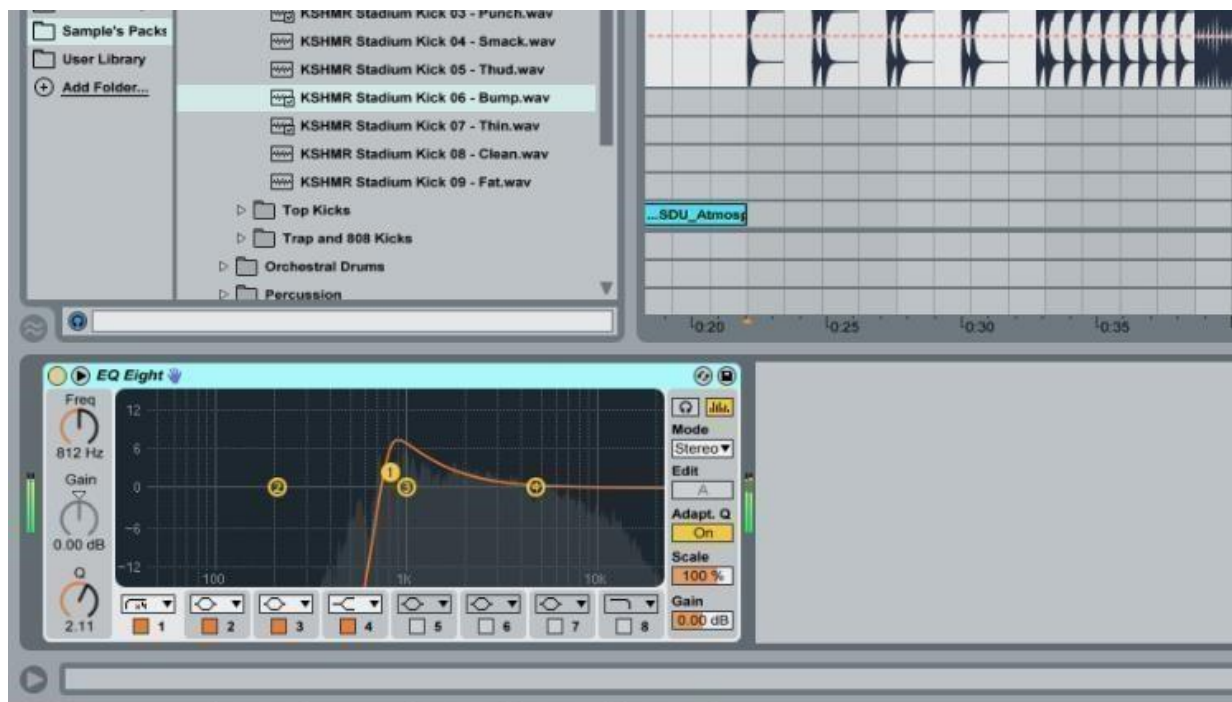 KSHMR Stadium Kick 03 - Punch.wav
Sample's Packs
KSHMR Stadium Kick 04 - Smack.wav
User Library
KSHMR Stadium Kick 05 - Thud.wav
Add Folder...
KSHMR Stadium Kick 06 - Bump.wav
KSHMR Stadium Kick 07 - Thin.wav
KSHMR Stadium Kick 08 - Clean.wav
KSHMR Stadium Kick 09 - Fat.wav
Top Kicks
...SDU_Atmosp
Trap and 808 Kicks
Orchestral Drums
Percussion
0:20 0:25 0:30 0:35
EQ Eight
Freq
812 Hz
Gain
0.00 dB
Q
2.11
12
6
0
-6
-12
100 1K 10K
1 2 3 4
1 2 3 4 5 6 7 8
Mode
Stereo
Edit
A
Adapt. Q
On
Scale
100 %
Gain
0.00 dB